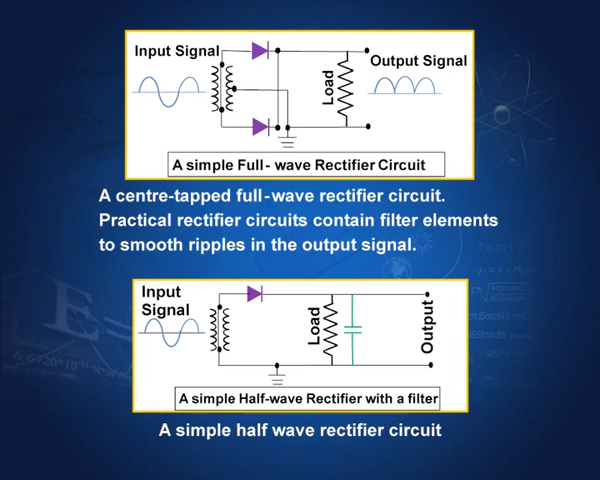 Input Signal
Output Signal
Load
A simple Full- wave Rectifier Circuit
A centre-tapped full-wave rectifier circuit.
Practical rectifier circuits contain filter elements
to smooth ripples in the output signal.
Input
Signal
Load
Output
A simple Half-wave Rectifier with a filter
A simple half wave rectifier circuit